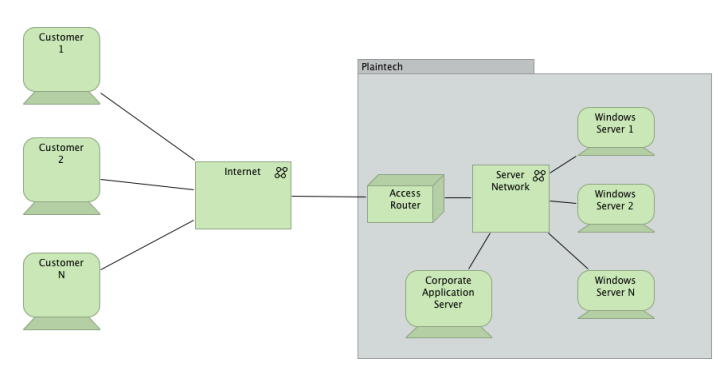 Customer
1
Customer
2
Customer
N
Internet
Plaintech
Access
Router
Server
Network
Windows
Server 1
Windows
Server 2
Windows
Server N
Corporate
Application
Server